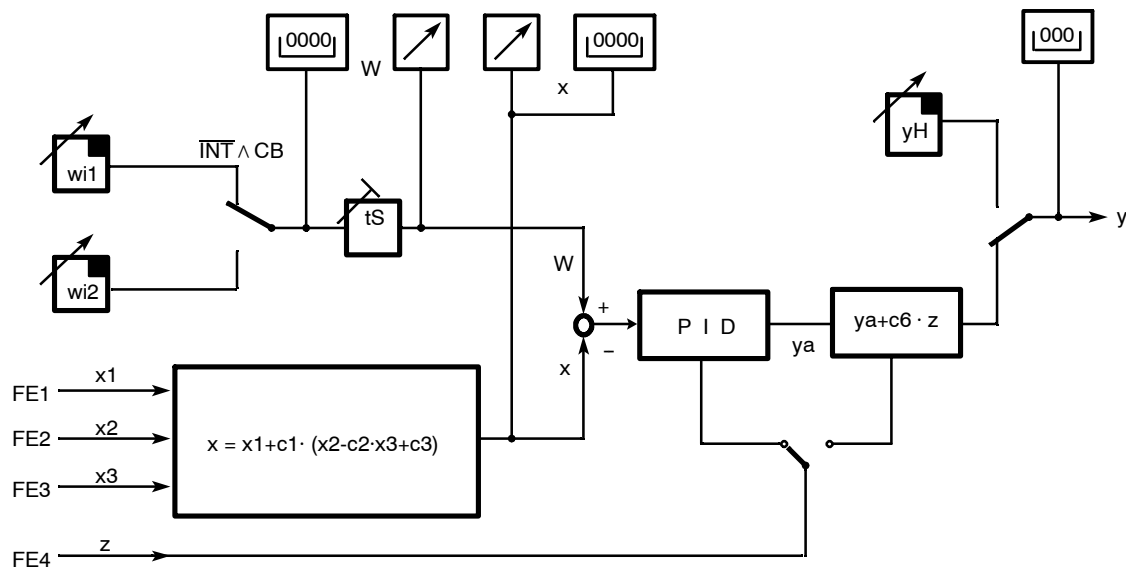 0000
0000
000
W
x
yH
wi1
INT ∧ CB
tS
y
wi2
W
+
P I D
ya
ya+c6 · z
−
x
FE1
x1
FE2
x2
x = x1+c1· (x2-c2·x3+c3)
FE3
x3
FE4
z